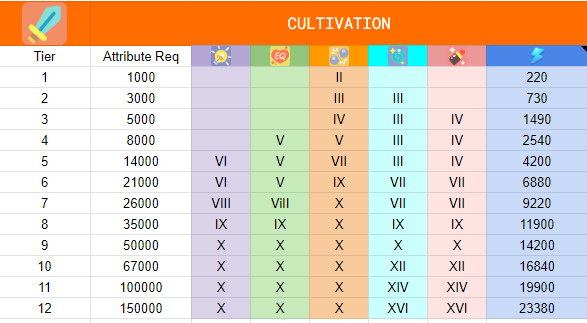 CULTIVATION
Tier Attribute Req EQ
1 1000 II 220
2 3000 III III 730
3 5000 IV III IV 1490
4 8000 V V III IV 2540
5 14000 VI V VII III IV 4200
6 21000 VI V IX VII VII 6880
7 26000 VIII ViII X VII VII 9220
8 35000 IX IX X IX IX 11900
9 50000 X X X X X 14200
10 67000 X X X XII XII 16840
11 100000 X X X XIV XIV 19900
12 150000 X X X XVI XVI 23380